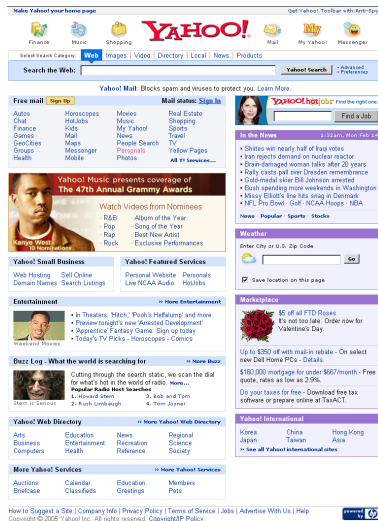 Make Yahoo! your home page
Get Yahoo! Toolbar with Anti-Spy
YAHOO!
Finance
Music
Shopping
Mail
My Yahoo!
Messenger
Select Search Category:
Web | Images | Video | Directory | Local | News | Products
Search the Web:
Yahoo! Search
• Advanced
• Preferences
Yahoo! Mail: Blocks spam and viruses to protect you. Learn More.
Free mail Sign Up
Mail status: Sign In
Autos Horoscopes Movies Real Estate
Chat HotJobs Music Shopping
Finance Kids My Yahoo! Sports
Games Mail News Travel
GeoCities Maps People Search TV
Groups Messenger Personals Yellow Pages
Health Mobile Photos All Y! Services...
Yahoo! Music presents coverage of
The 47th Annual Grammy Awards
Watch Videos from Nominees
· R&B · Album of the Year
· Pop · Song of the Year
· Rap · Best New Artist
· Rock · Exclusive Performances
Kanye West
10 Nominations
Yahoo! Small Business
Web Hosting Sell Online
Domain Names Search Listings
Yahoo! Featured Services
Personal Website Personals
Live NCAA Audio HotJobs
Entertainment
» More Entertainment
• In Theaters: 'Hitch,' 'Pooh's Heffalump' and more
• Preview tonight's new 'Arrested Development'
• 'Apprentice' Fantasy Game: Sign up today
• Today's TV Picks - Horoscopes - Comics
Weekend Movies
Buzz Log - What the world is searching for
» More Buzz
Cutting through the search static, we scan the dial
for what's hot in the world of radio. More...
Popular Radio Host Searches
1. Howard Stern 3. Bob and Tom
2. Rush Limbaugh 4. Tom Joyner
Stern is Serious
Yahoo! Web Directory
» More Yahoo! Web Directory
Arts Education News Regional
Business Entertainment Recreation Science
Computers Health Reference Society
More Yahoo! Services
» More Yahoo! Services
Auctions Calendar Education Members
Briefcase Classifieds Greetings Pets
YAHOO! hotjobs Find the right one.
Find a Job
In the News
1:32am, Mon Feb 14
• Shiites win nearly half of Iraqi votes
• Iran rejects demand on nuclear reactor
• Brain-damaged woman talks after 20 years
• Rally casts pall over Dresden remembrance
• Gold-medal skier Bill Johnson arrested
• Bush spending more weekends in Washington
• Missy Elliott's line hits snag in Denmark
• NFL Pro Bowl · Golf · NCAA Hoops · NBA
News · Popular · Sports · Stocks
Weather
Enter City or U.S. Zip Code
Go
Save location on this page
Marketplace
$5 off all FTD Roses
It's not too late. Order now for
Valentine's Day.
Up to $350 off with mail-in rebate - On select
new Dell Home PCs - Details.
$160,000 mortgage for under $667/month - Free
quote, rates as low as 2.9%.
Do your taxes for free - Download free tax
software or prepare online at TaxACT.
Yahoo! International
Korea China Hong Kong
Japan Taiwan Asia
» See all Yahoo! international sites
How to Suggest a Site | Company Info | Privacy Policy | Terms of Service | Jobs | Advertise With Us | Help
Copyright © 2005 Yahoo! Inc. All rights reserved. Copyright/IP Policy
powered by
hp